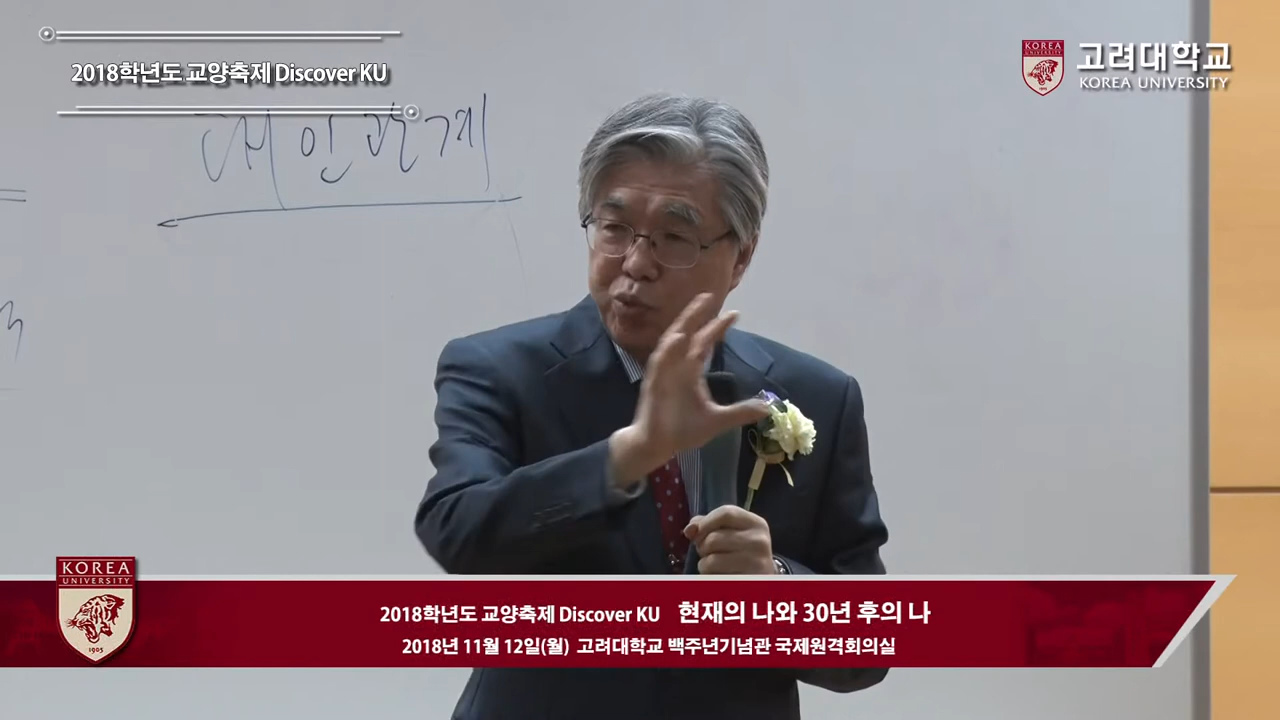 2018학년도 교양축제 Discover KU
KOREA
UNIVERSITY
1905
고려대학교
KOREA UNIVERSITY
대인관계
KOREA
UNIVERSITY
1905
2018학년도 교양축제 Discover KU 현재의 나와 30년 후의 나
2018년 11월 12일(월) 고려대학교 백주년기념관 국제원격회의실